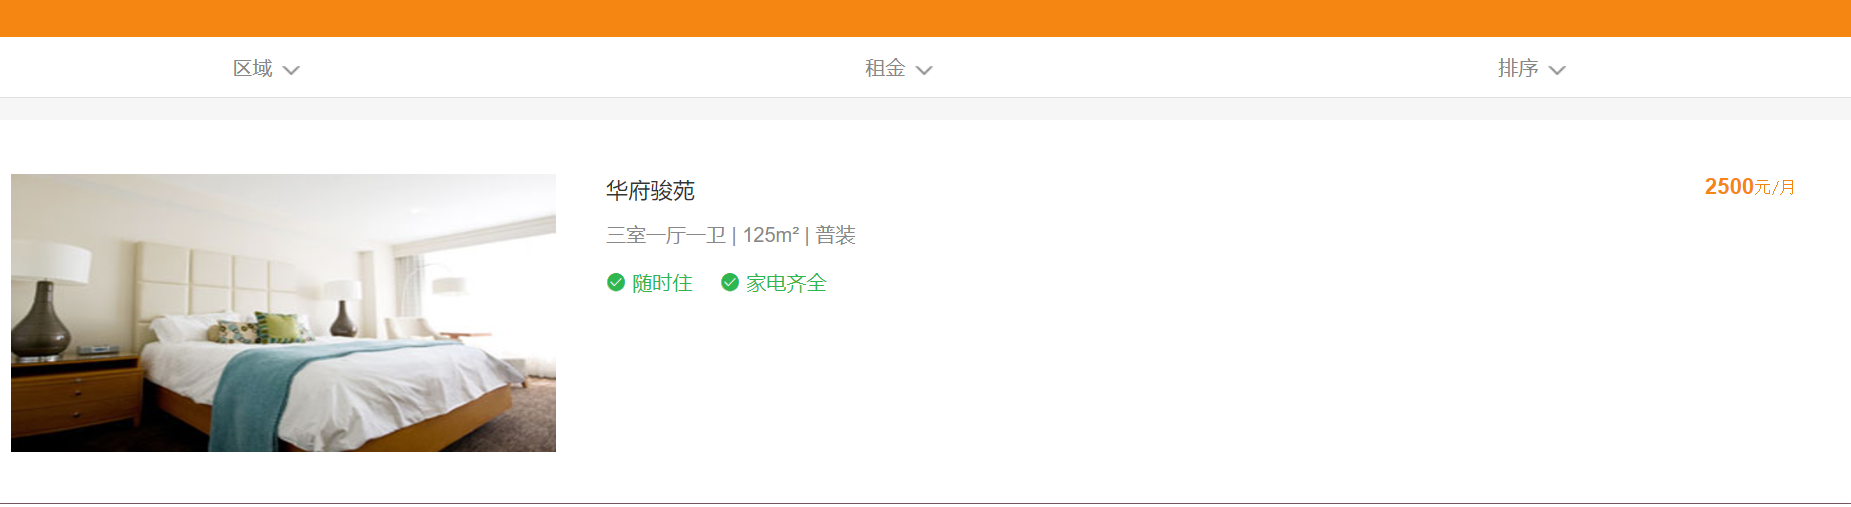 区域
租金
排序
华府骏苑
2500元/月
三室一厅一卫 | 125m² | 普装
随时住
家电齐全